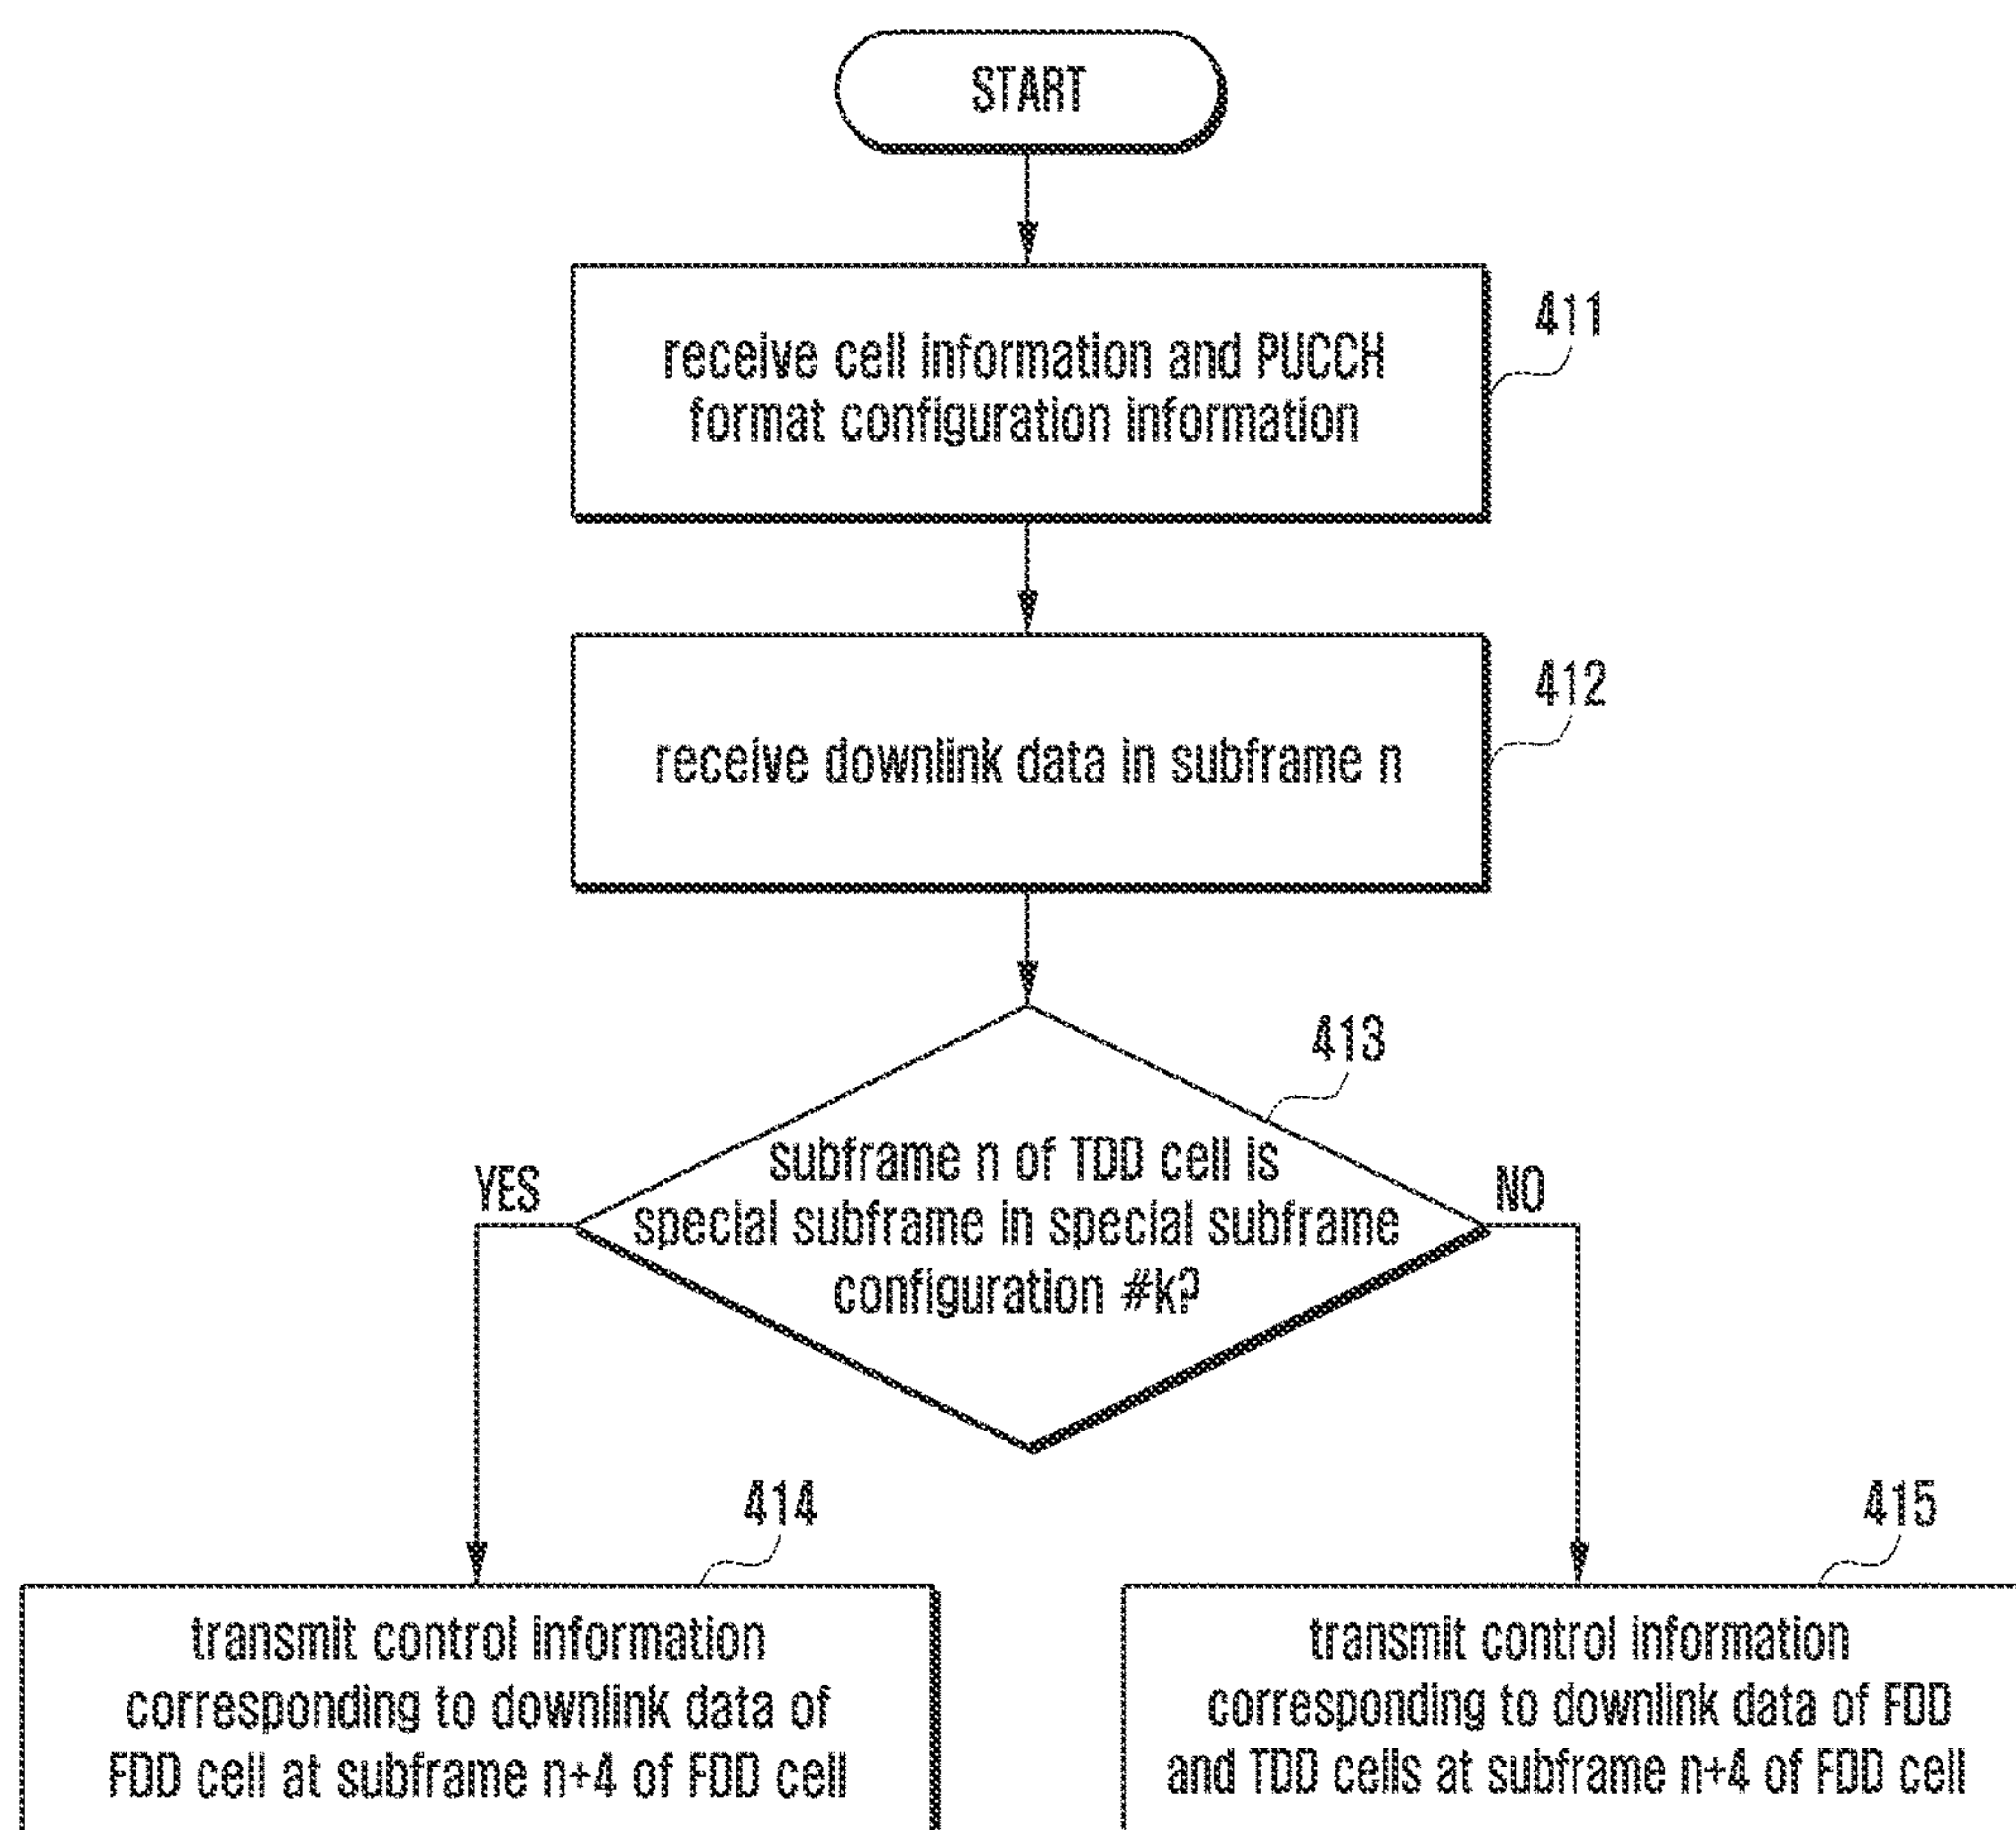 START
411
receive cell information and PUCCH
format configuration information
412
receive downlink data in subframe n
413
subframe n of TDD cell is
special subframe in special subframe
configuration #k?
YES
NO
414
transmit control information
corresponding to downlink data of
FDD cell at subframe n+4 of FDD cell
415
transmit control information
corresponding to downlink data of FDD
and TDD cells at subframe n+4 of FDD cell